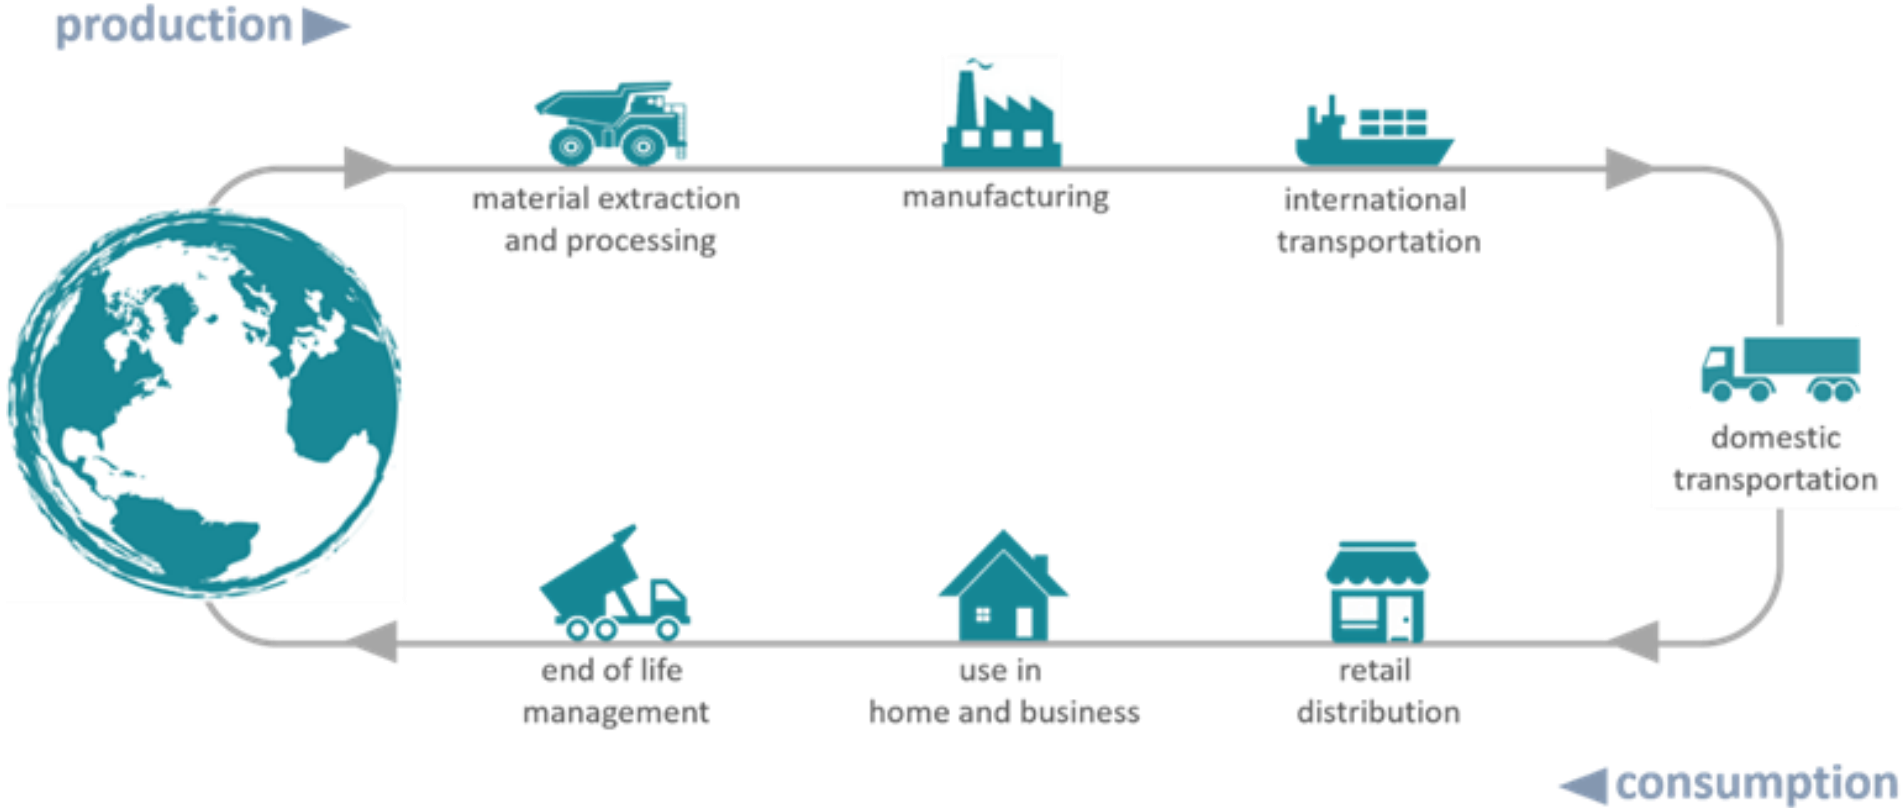 production
material extraction
and processing
manufacturing
international
transportation
domestic
transportation
end of life
management
use in
home and business
retail
distribution
consumption